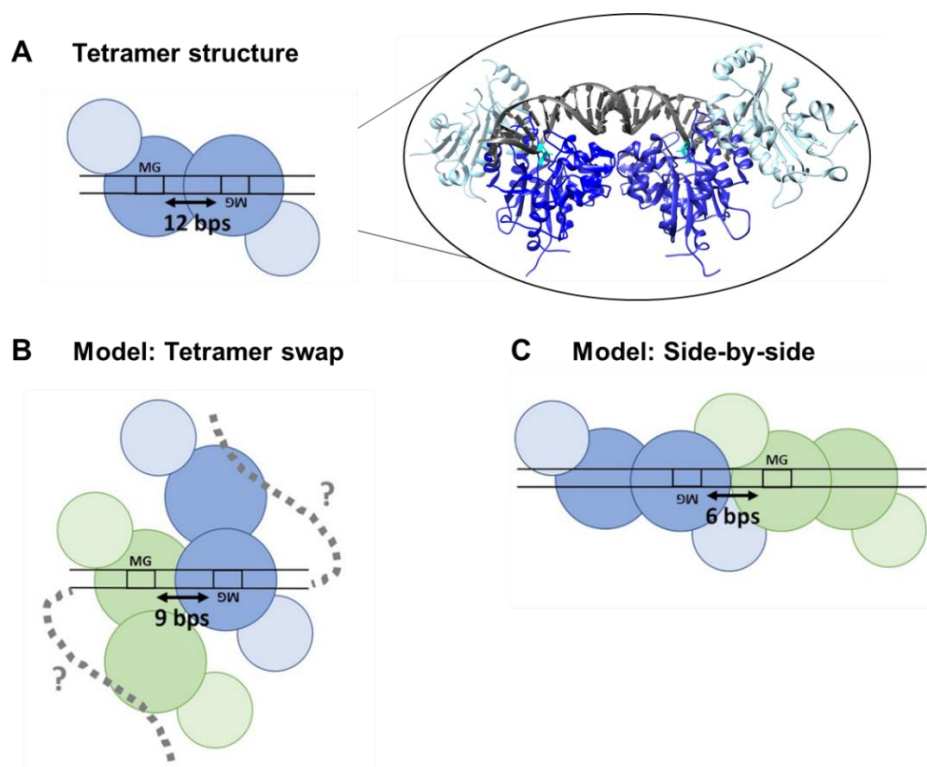 A Tetramer structure
MG
MG
12 bps
B Model: Tetramer swap
?
MG
MG
9 bps
?
C Model: Side-by-side
MG
MG
6 bps